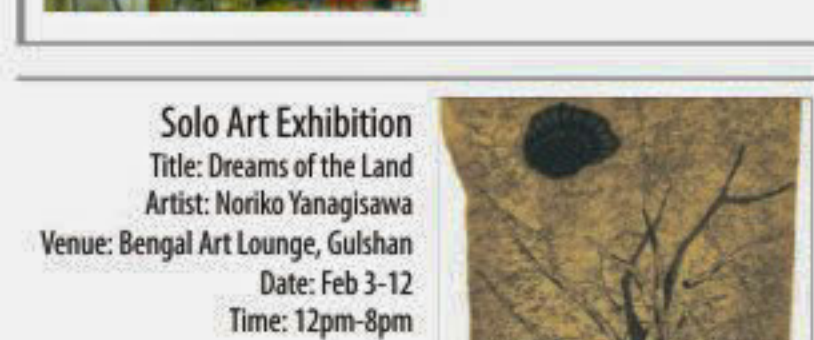 Solo Art Exhibition
Title: Dreams of the Land
Artist: Noriko Yanagisawa
Venue: Bengal Art Lounge, Gulshan
Date: Feb 3-12
Time: 12pm-8pm